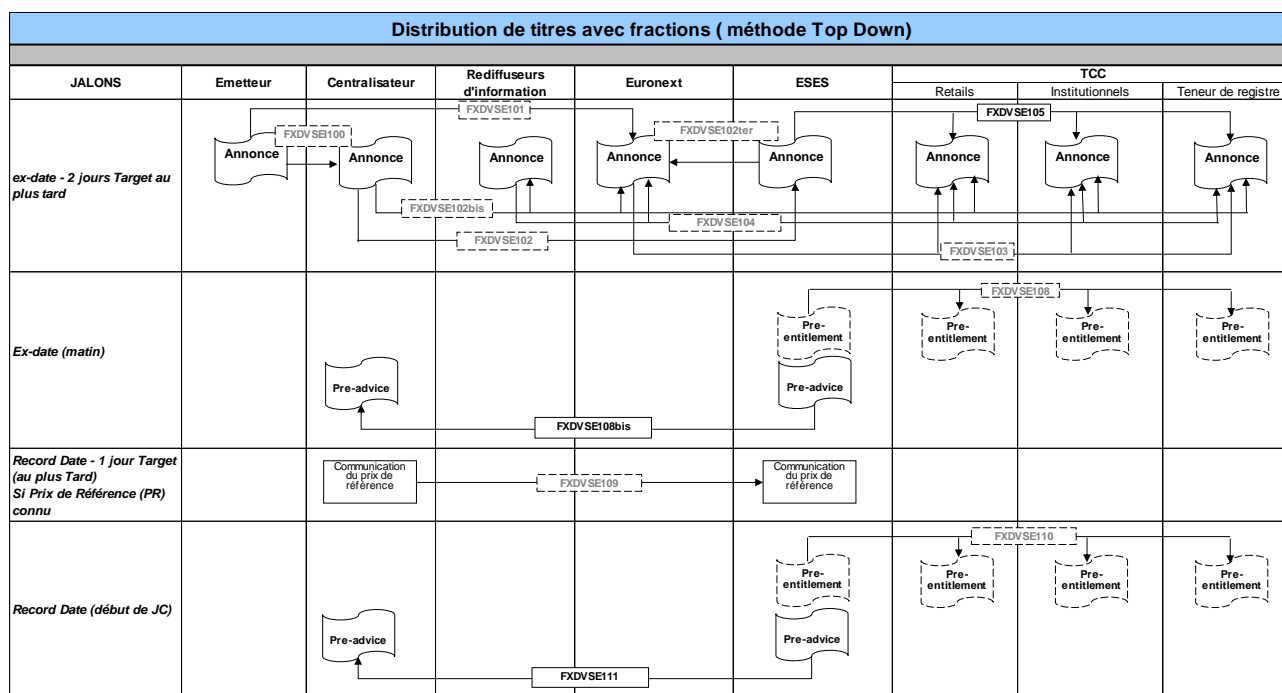 Distribution de titres avec fractions ( méthode Top Down)
JALONS
Emetteur
Centralisateur
Rediffuseurs
d'information
Euronext
ESES
TCC
Retails
Institutionnels
Teneur de registre
ex-date - 2 jours Target au
plus tard
FXDVSEI100
FXDVSE101
FXDVSE102ter
FXDVSE105
Annonce
Annonce
Annonce
Annonce
Annonce
Annonce
Annonce
Annonce
FXDVSE102bis
FXDVSE104
FXDVSE102
FXDVSE103
Ex-date (matin)
FXDVSE108
Pre-
entitlement
Pre-
entitlement
Pre-
entitlement
Pre-
entitlement
Pre-advice
Pre-advice
FXDVSE108bis
Record Date - 1 jour Target
(au plus Tard)
Si Prix de Référence (PR)
connu
Communication
du prix de
référence
FXDVSE109
Communication
du prix de
référence
Record Date (début de JC)
FXDVSE110
Pre-
entitlement
Pre-
entitlement
Pre-
entitlement
Pre-
entitlement
Pre-advice
Pre-advice
FXDVSE111